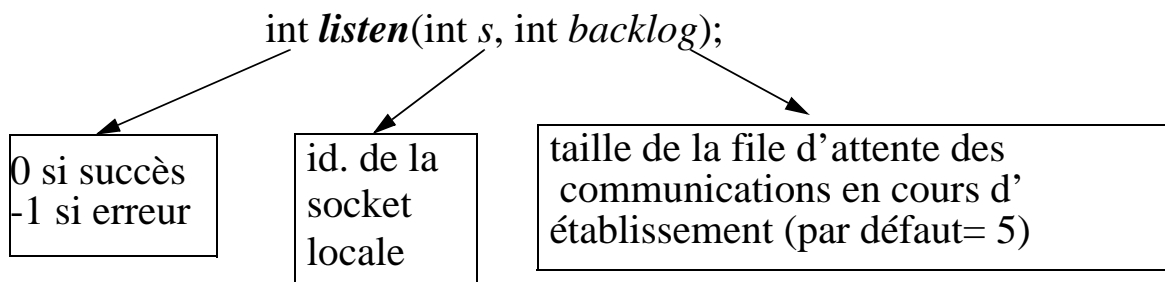 int listen(int s, int backlog);
0 si succès
-1 si erreur
id. de la
socket
locale
taille de la file d'attente des
communications en cours d'
établissement (par défaut= 5)